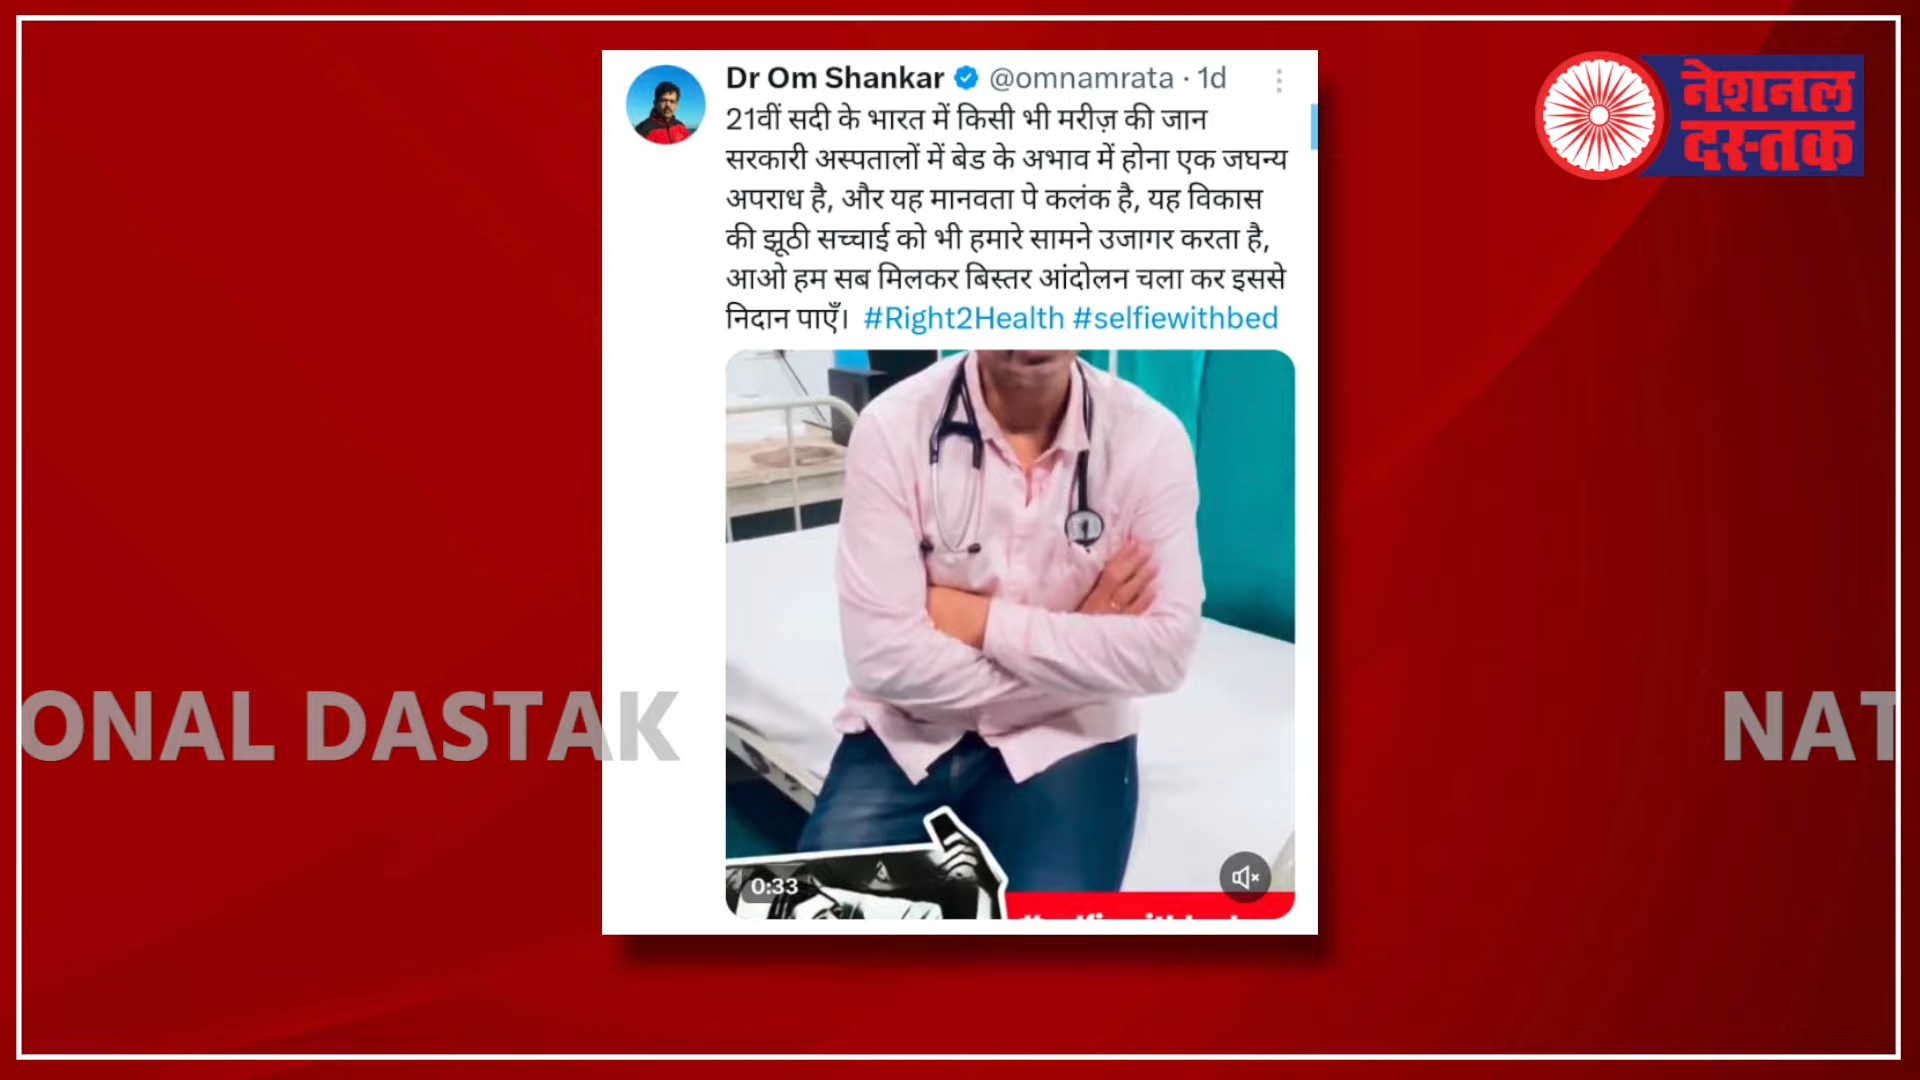 Dr Om Shankar @omnamrata · 1d
21वीं सदी के भारत में किसी भी मरीज़ की जान
सरकारी अस्पतालों में बेड के अभाव में होना एक जघन्य
अपराध है, और यह मानवता पे कलंक है, यह विकास
की झूठी सच्चाई को भी हमारे सामने उजागर करता है,
आओ हम सब मिलकर बिस्तर आंदोलन चला कर इससे
निदान पाएँ। #Right2Health #selfiewithbed
0:33
नेशनल
दस्तक
ONAL DASTAK
NAT